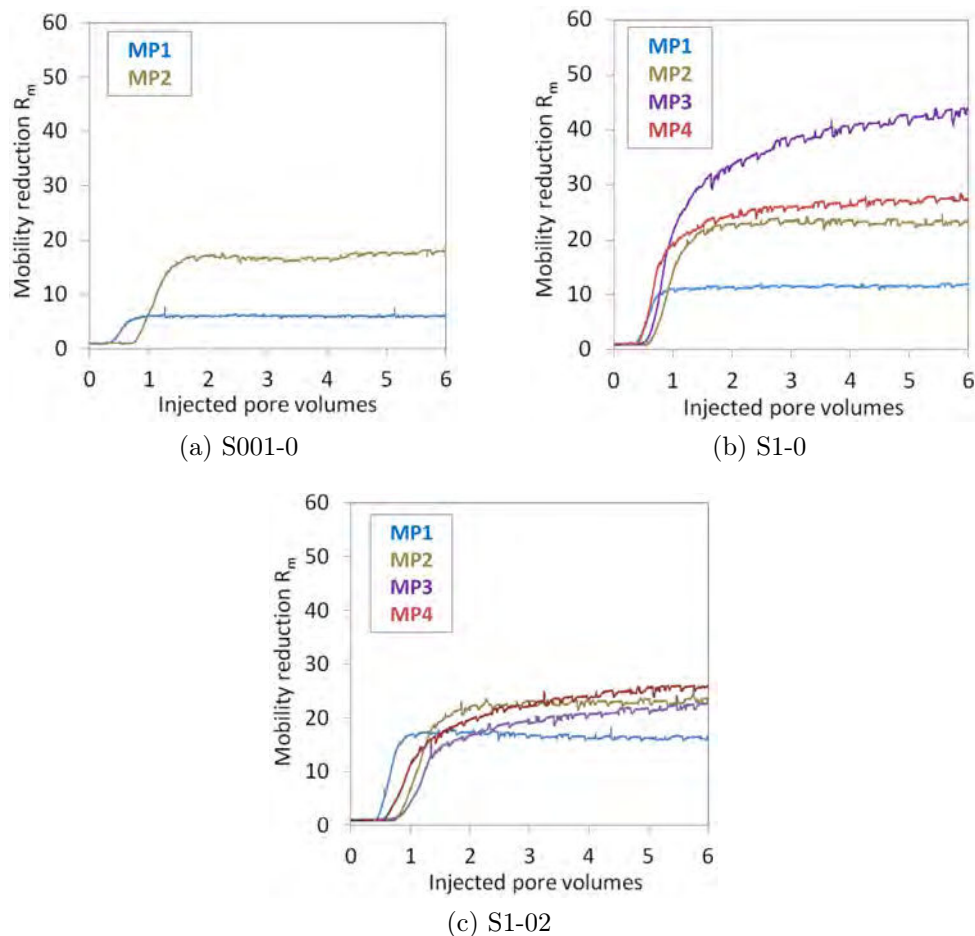 60
50
40
30
20
10
0
Mobility reduction Rm
MP1
MP2
0 1 2 3 4 5 6
Injected pore volumes
(a) S001-0
60
50
40
30
20
10
0
Mobility reduction Rm
MP1
MP2
MP3
MP4
0 1 2 3 4 5 6
Injected pore volumes
(b) S1-0
60
50
40
30
20
10
0
Mobility reduction Rm
MP1
MP2
MP3
MP4
0 1 2 3 4 5 6
Injected pore volumes
(c) S1-02